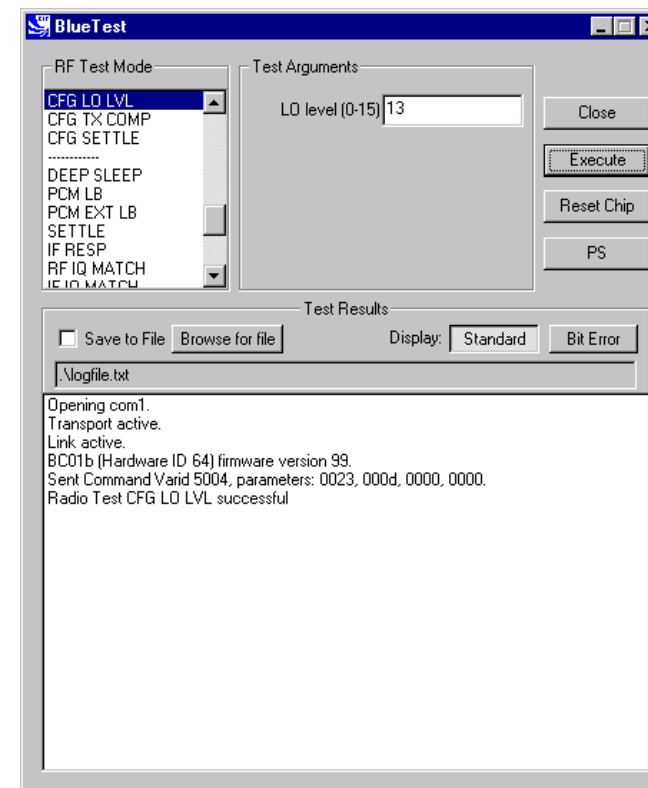 BlueTest
RF Test Mode
CFG LO LVL
CFG TX COMP
CFG SETTLE
------------
DEEP SLEEP
PCM LB
PCM EXT LB
SETTLE
IF RESP
RF IQ MATCH
IF IQ MATCH
Test Arguments
LO level (0-15) 13
Close
Execute
Reset Chip
PS
Test Results
Save to File Browse for file Display: Standard Bit Error
.\logfile.txt
Opening com1.
Transport active.
Link active.
BC01b (Hardware ID 64) firmware version 99.
Sent Command Varid 5004, parameters: 0023, 000d, 0000, 0000.
Radio Test CFG LO LVL successful